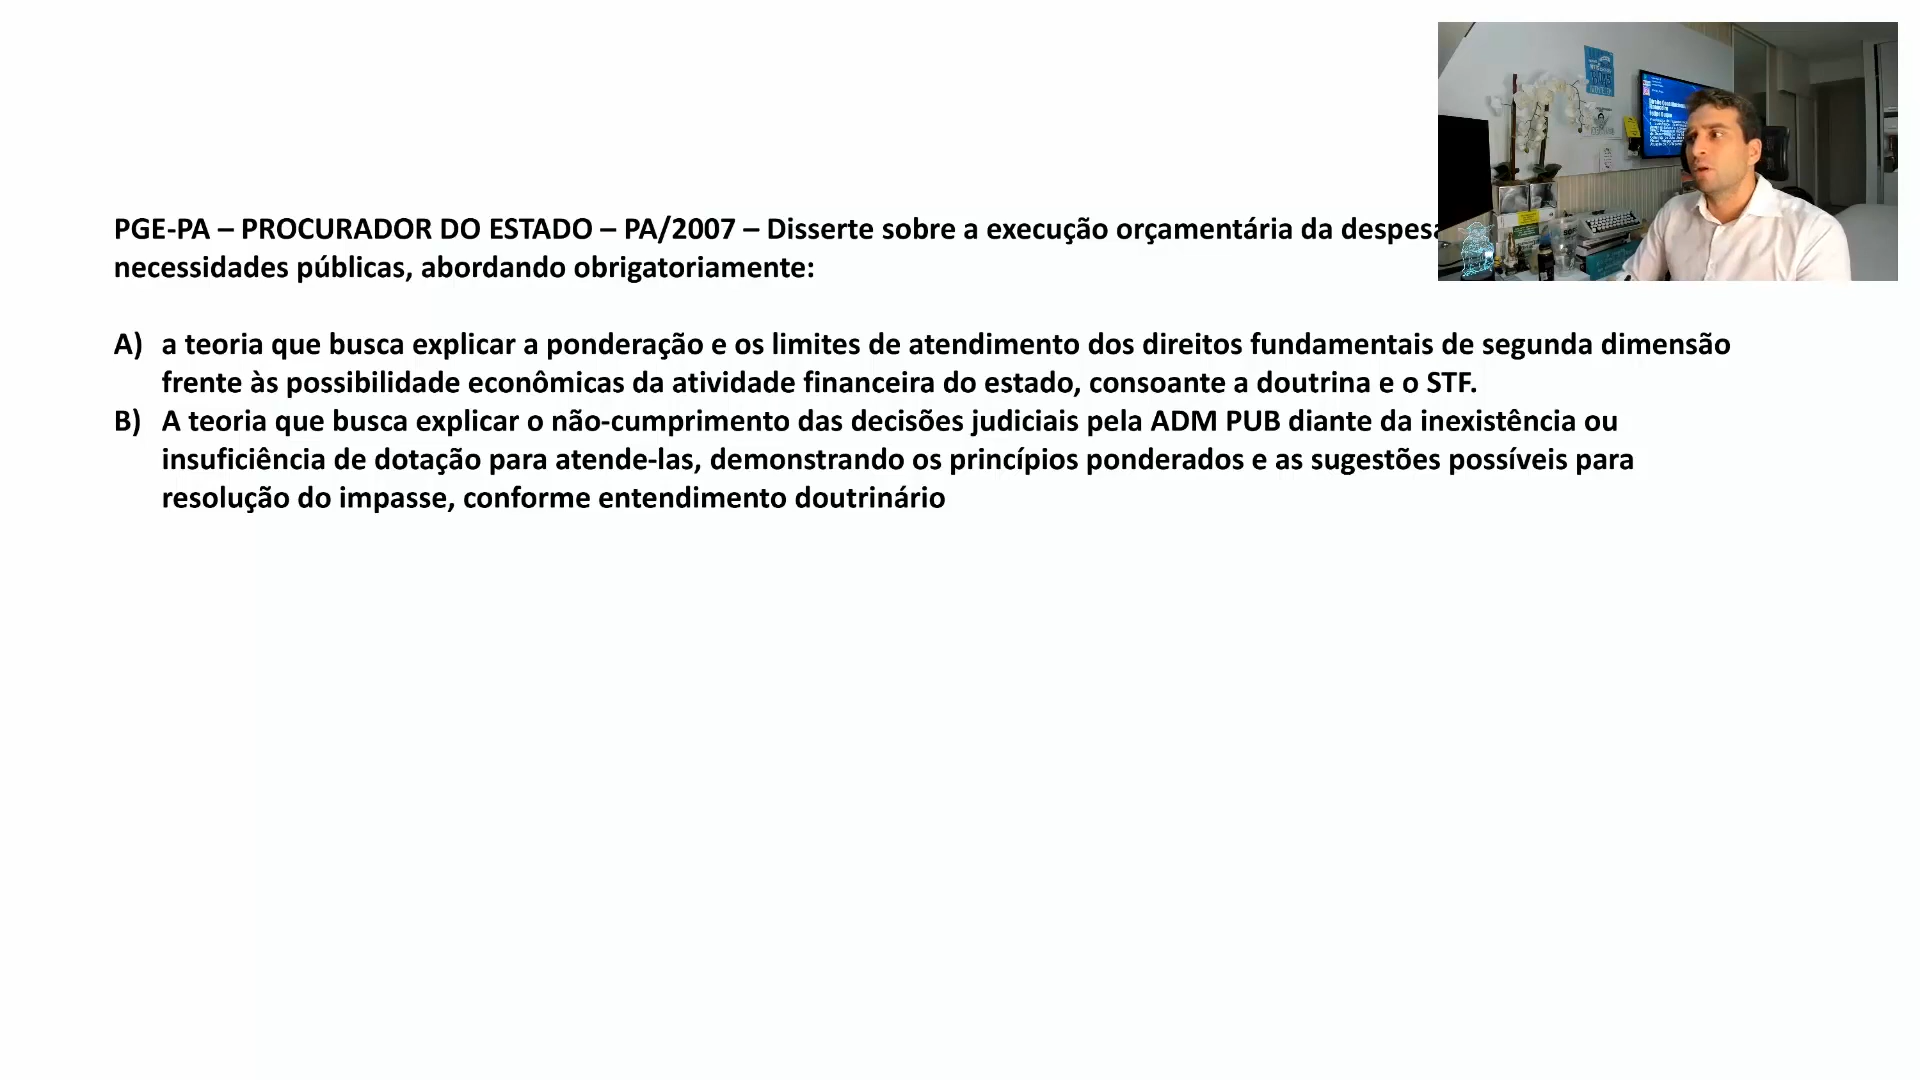 PGE-PA – PROCURADOR DO ESTADO – PA/2007 – Disserte sobre a execução orçamentária da despesa
necessidades públicas, abordando obrigatoriamente:
A) a teoria que busca explicar a ponderação e os limites de atendimento dos direitos fundamentais de segunda dimensão
frente às possibilidade econômicas da atividade financeira do estado, consoante a doutrina e o STF.
B) A teoria que busca explicar o não-cumprimento das decisões judiciais pela ADM PUB diante da inexistência ou
insuficiência de dotação para atende-las, demonstrando os princípios ponderados e as sugestões possíveis para
resolução do impasse, conforme entendimento doutrinário